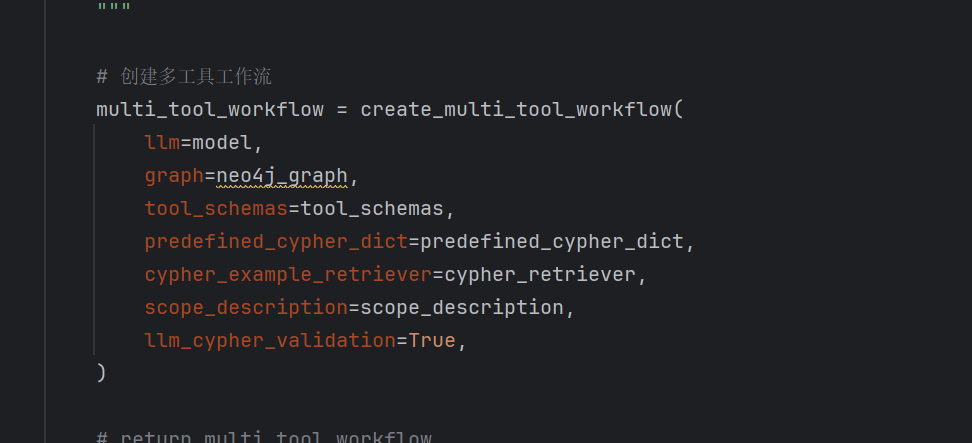 """
# 创建多工具工作流
multi_tool_workflow = create_multi_tool_workflow(
    llm=model,
    graph=neo4j_graph,
    tool_schemas=tool_schemas,
    predefined_cypher_dict=predefined_cypher_dict,
    cypher_example_retriever=cypher_retriever,
    scope_description=scope_description,
    llm_cypher_validation=True,
)
# return multi_tool_workflow